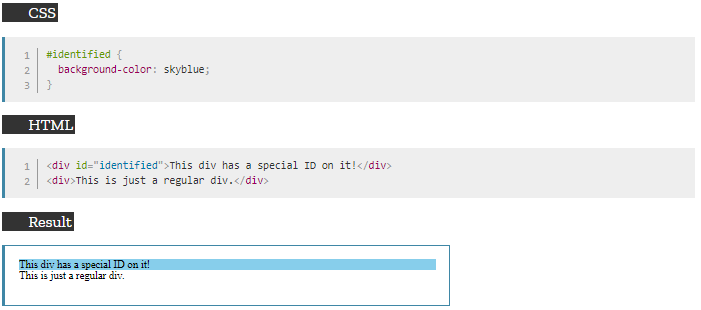 CSS
1 #identified {
2 background-color: skyblue;
3 }
HTML
1 <div id="identified">This div has a special ID on it!</div>
2 <div>This is just a regular div.</div>
Result
This div has a special ID on it!
This is just a regular div.